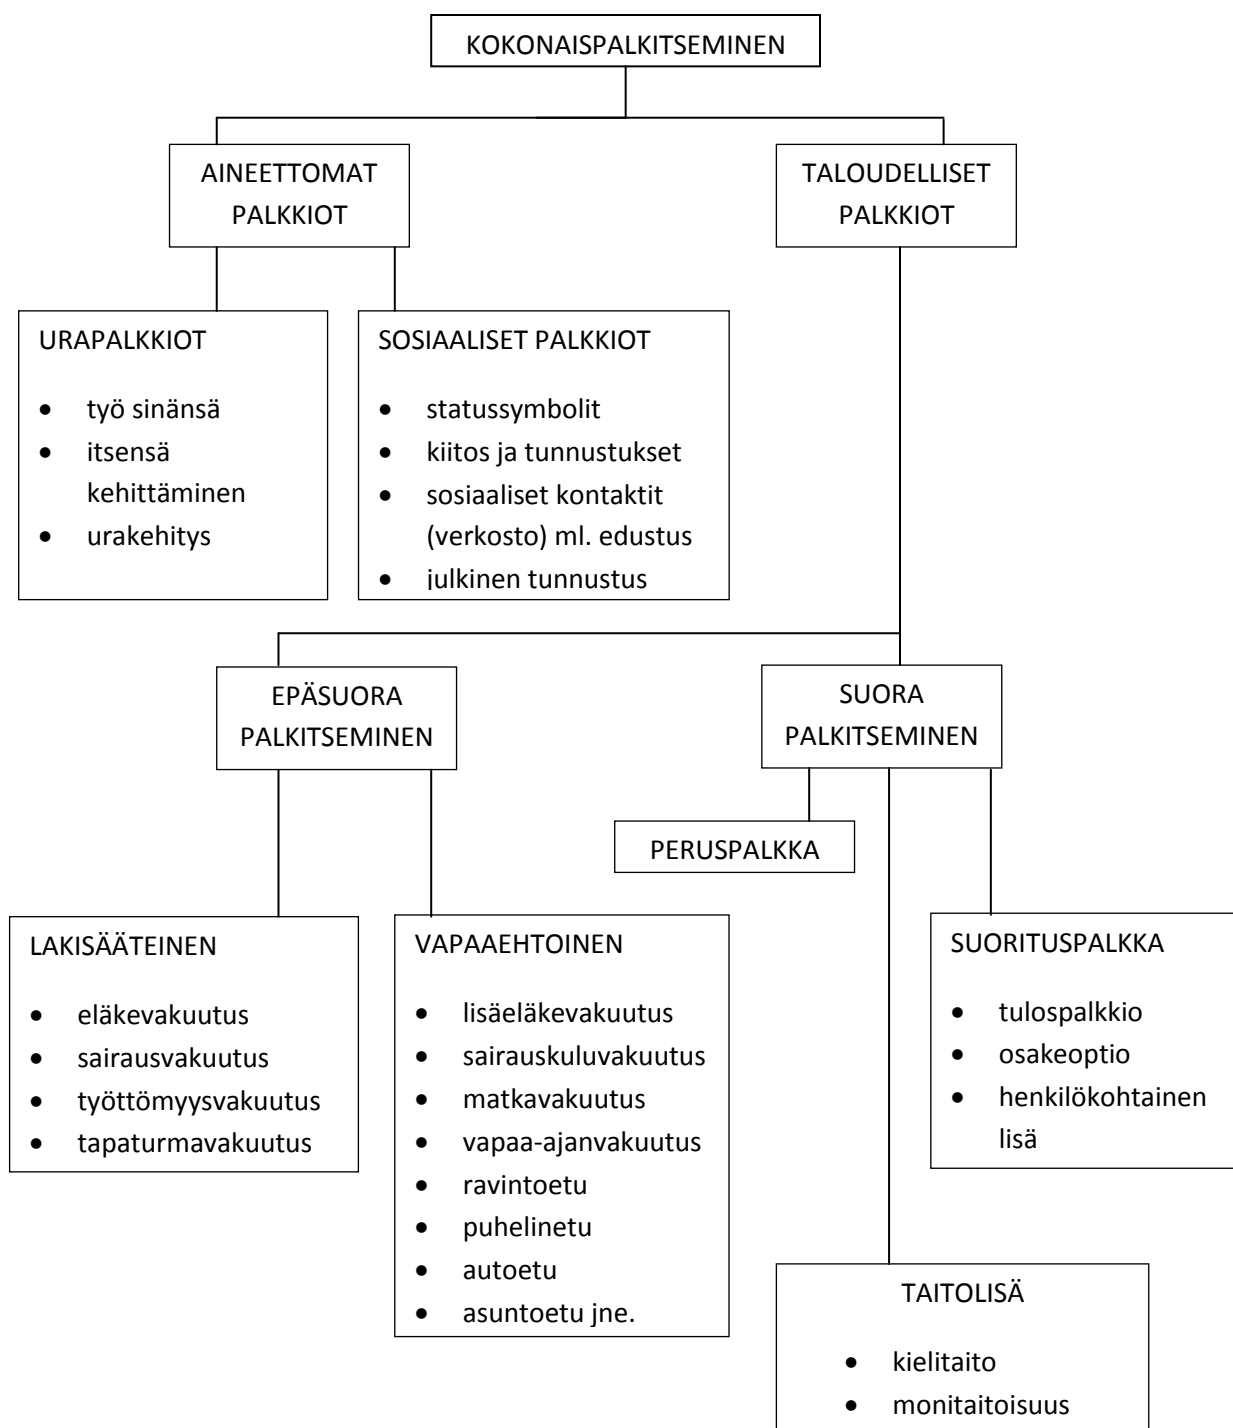 KOKONAISPALKITSEMINEN
AINEETTOMAT
PALKKIOT
TALOUDELLISET
PALKKIOT
URAPALKKIOT
• työ sinänsä
• itsensä
kehittäminen
• urakehitys
SOSIAALISET PALKKIOT
• statussymbolit
• kiitos ja tunnustukset
• sosiaaliset kontaktit
(verkosto) ml. edustus
• julkinen tunnustus
EPÄSUORA
PALKITSEMINEN
SUORA
PALKITSEMINEN
PERUSPALKKA
LAKISÄÄTEINEN
• eläkevakuutus
• sairausvakuutus
• työttömyysvakuutus
• tapaturmavakuutus
VAPAAEHTOINEN
• lisäeläkevakuutus
• sairauskuluvakuutus
• matkavakuutus
• vapaa-ajanvakuutus
• ravintoetu
• puhelinetu
• autoetu
• asuntoetu jne.
SUORITUSPALKKA
• tulospalkkio
• osakeoptio
• henkilökohtainen
lisä
TAITOLISÄ
• kielitaito
• monitaitoisuus